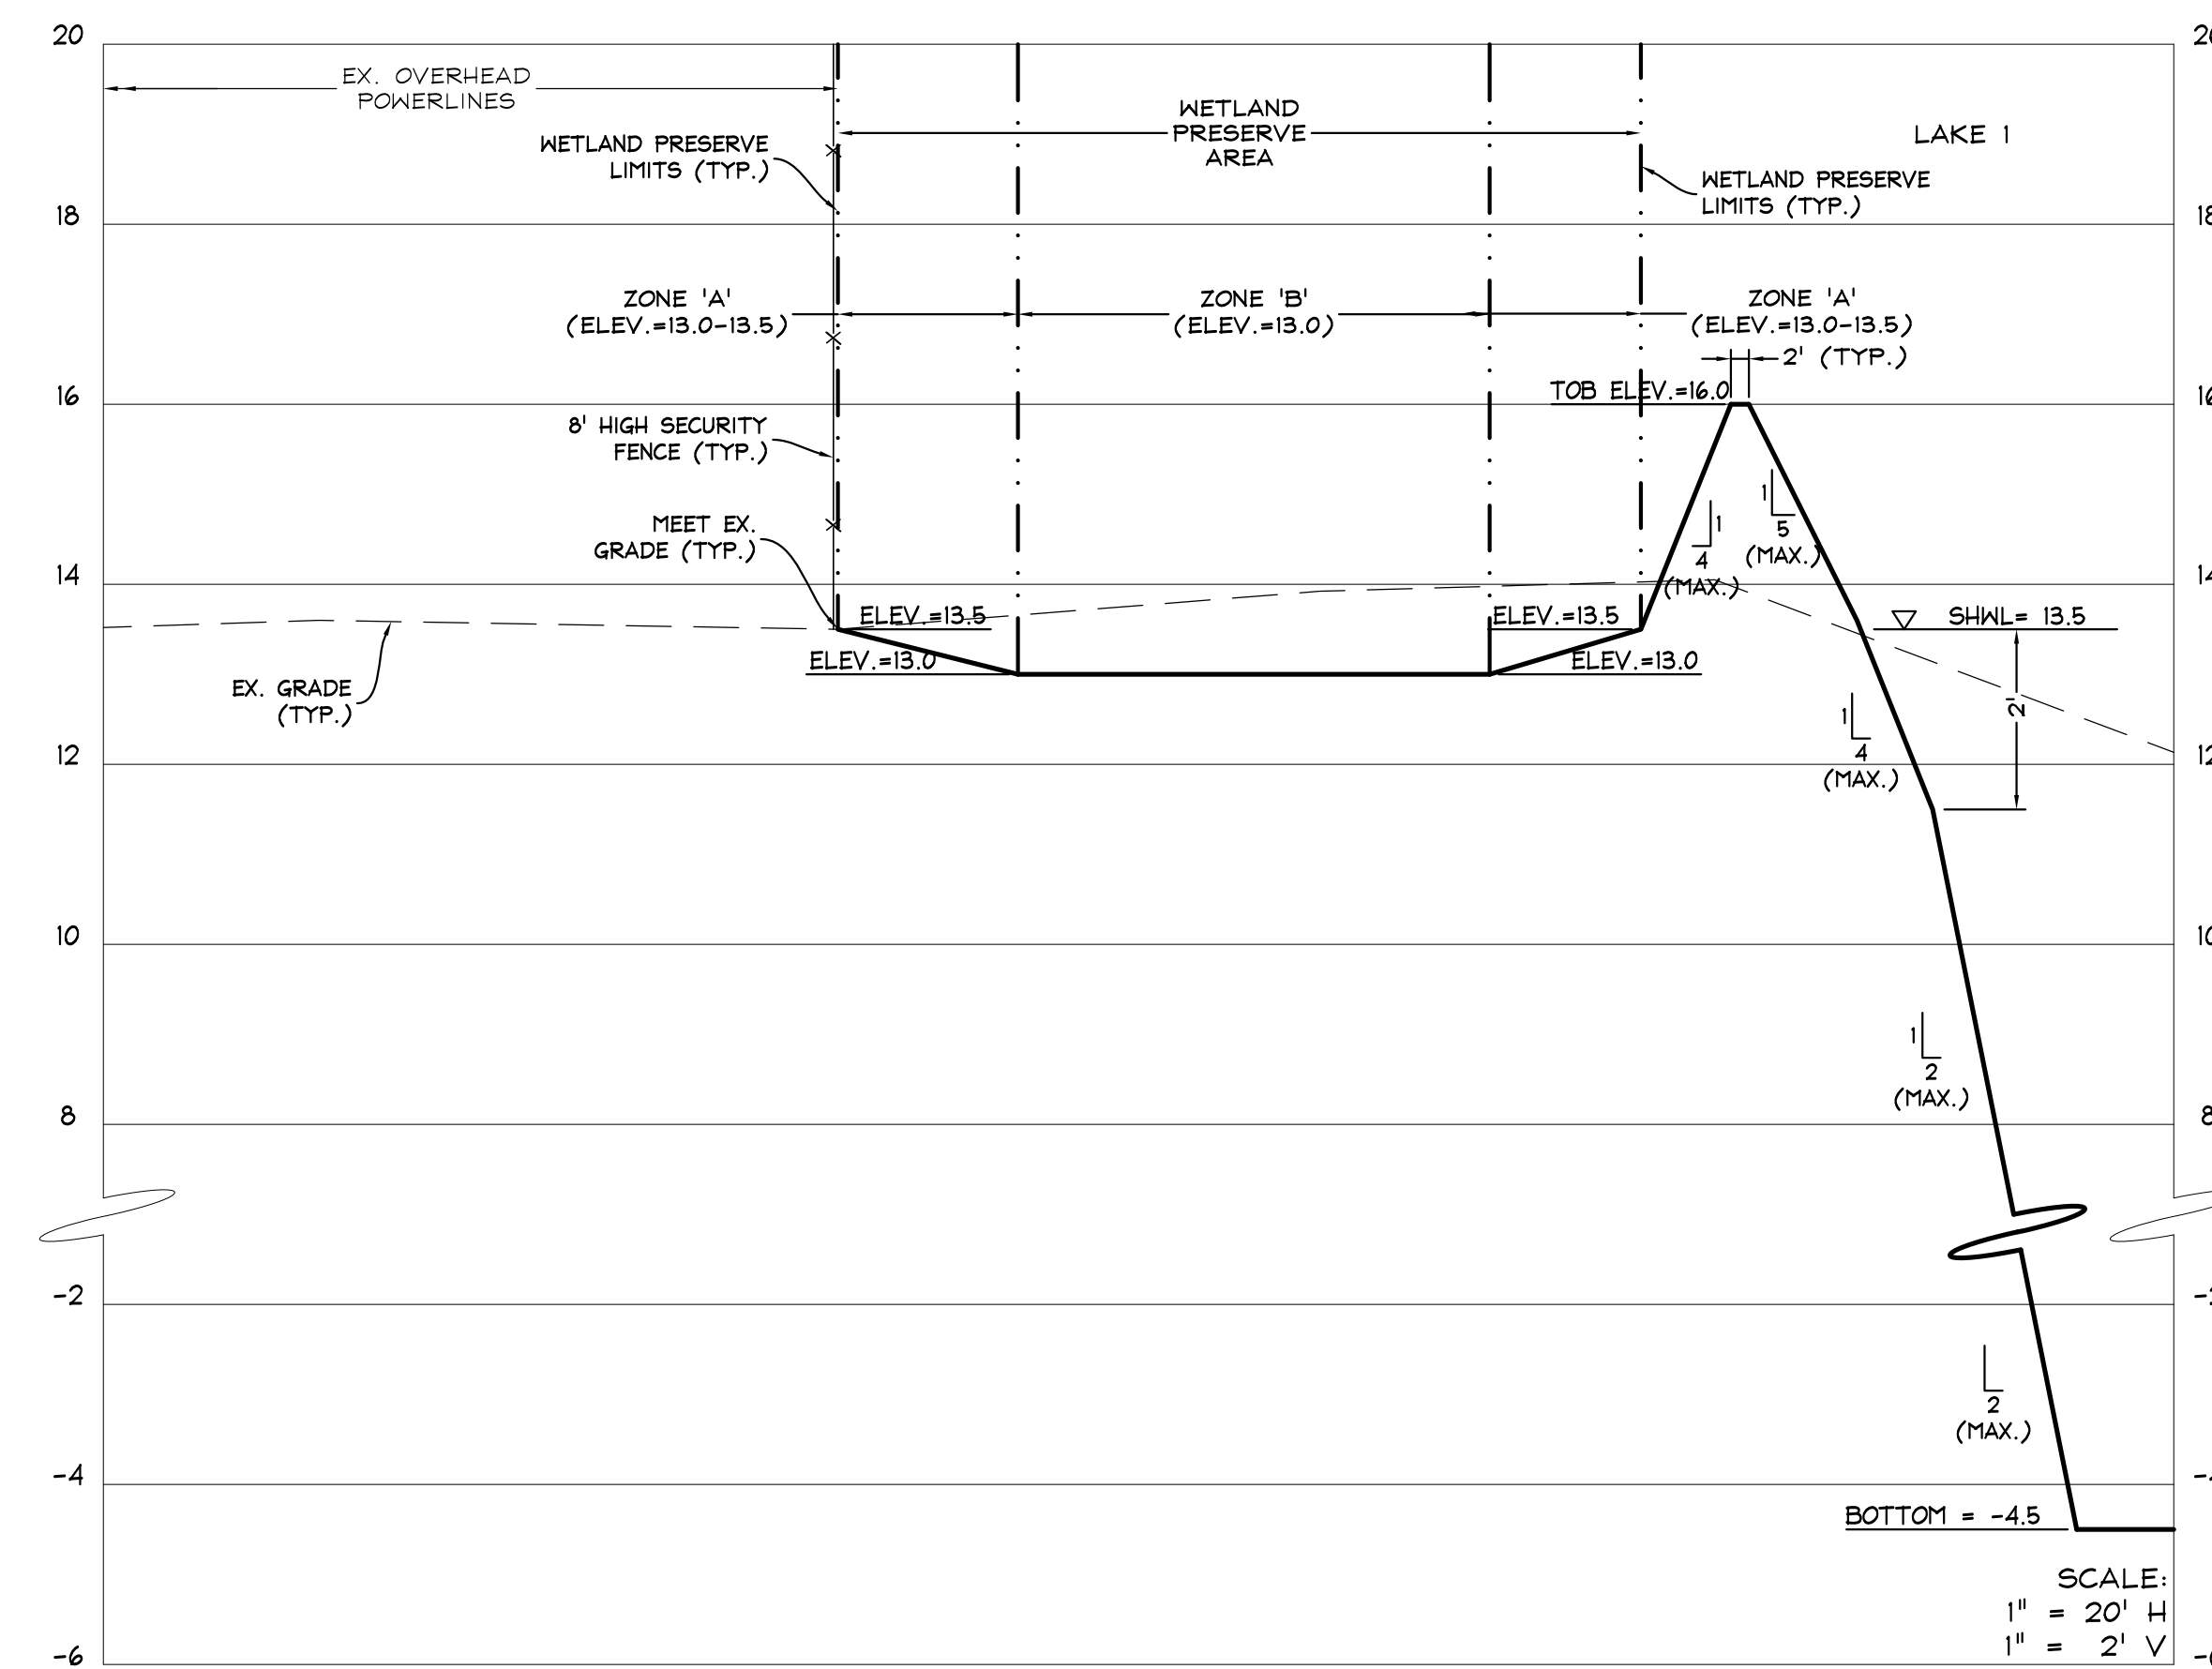 20
EX. OVERHEAD
POWERLINES
WETLAND PRESERVE
LIMITS (TYP.)
WETLAND
PRESERVE
AREA
LAKE 1
WETLAND PRESERVE
LIMITS (TYP.)
18
ZONE 'A'
(ELEV.=13.0-13.5)
ZONE 'B'
(ELEV.=13.0)
ZONE 'A'
(ELEV.=13.0-13.5)
2' (TYP.)
16
TOB ELEV.=16.0
16
8' HIGH SECURITY
FENCE (TYP.)
1
4
(MAX.)
1
5
(MAX.)
MEET EX.
GRADE (TYP.)
14
ELEV.=13.5
ELEV.=13.5
SHWL= 13.5
ELEV.=13.0
ELEV.=13.0
EX. GRADE
(TYP.)
2'
1
4
(MAX.)
12
10
1
2
(MAX.)
8
-2
2
(MAX.)
-4
BOTTOM = -4.5
SCALE:
1" = 20' H
1" = 2' V
-6